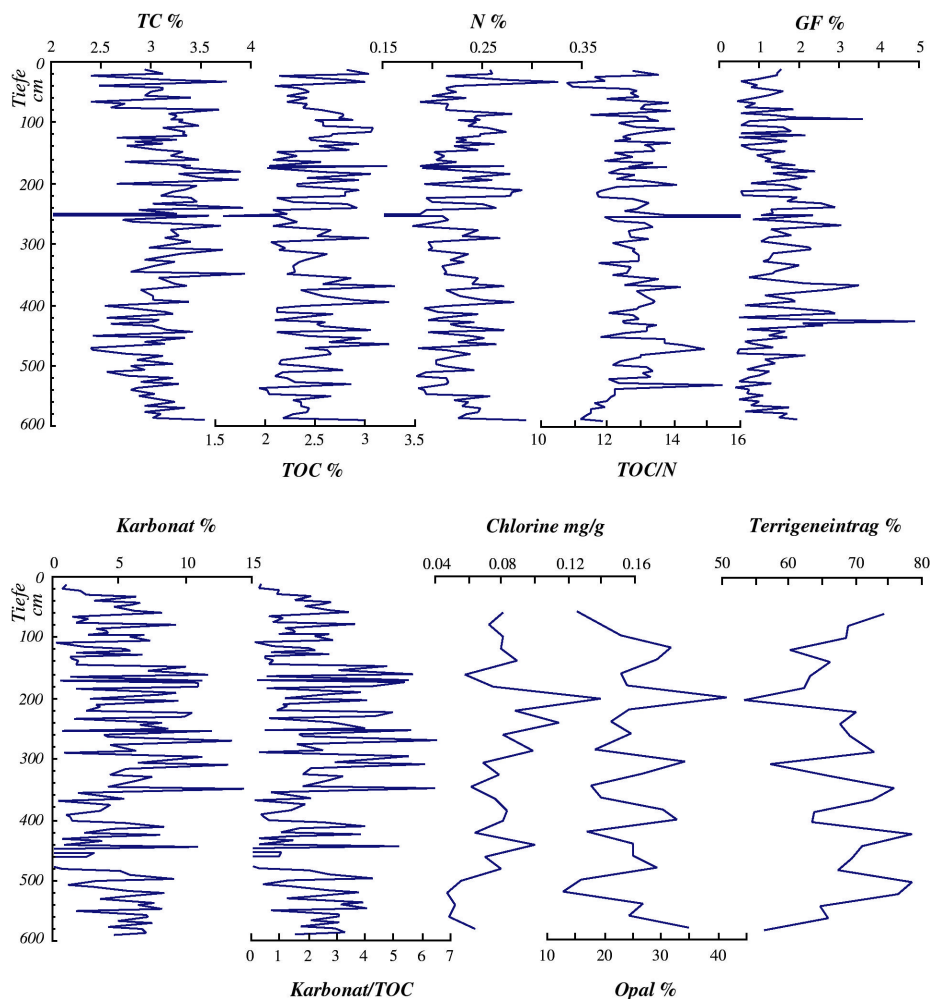 TC % N % GF %
2 2.4 3 3.5 4 0.15 0.25 0.35 0 1 2 3 4 5
Tiefe cm
0
100
200
300
400
500
600
1.5 2 2.5 3 3.5 10 12 14 16
TOC % TOC/N
Karbonat % Chlorine mg/g Terrigeneintrag %
0 5 10 15 0.04 0.08 0.12 0.16 50 60 70 80
Tiefe cm
0
100
200
300
400
500
600
0 1 2 3 4 5 6 7 10 20 30 40
Karbonat/TOC Opal %